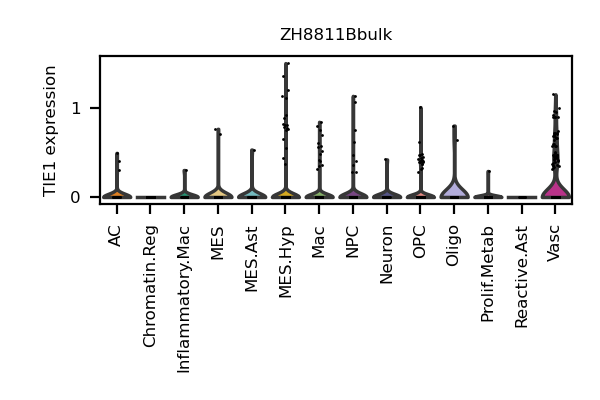 ZH8811Bbulk
TIE1 expression
1
0
AC
Chromatin.Reg
Inflammatory.Mac
MES
MES.Ast
MES.Hyp
Mac
NPC
Neuron
OPC
Oligo
Prolif.Metab
Reactive.Ast
Vasc